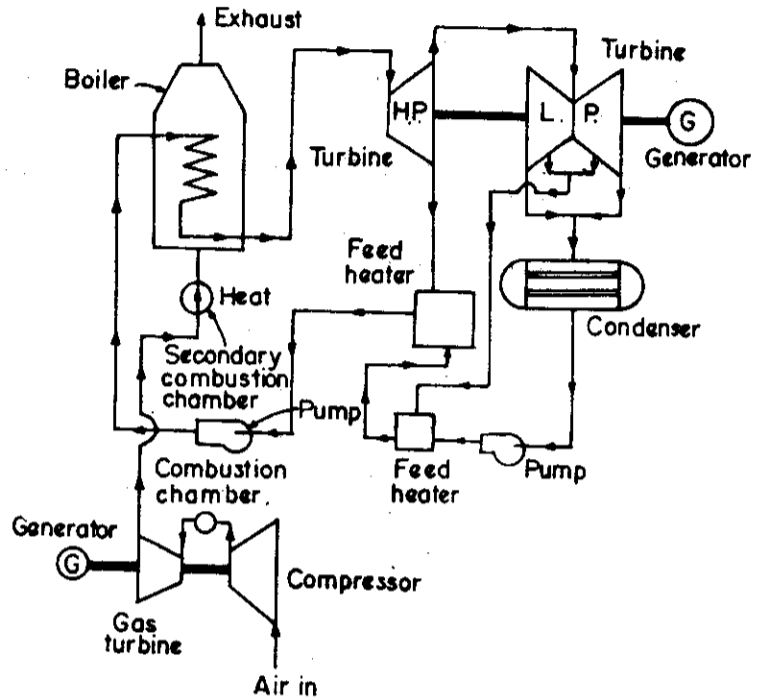 Exhaust
Boiler
Turbine
H.P.
L. P.
G
Turbine
Generator
Feed
heater
Heat
Condenser
Secondary
combustion
chamber
Pump
Combustion
chamber.
Feed
heater
Pump
Generator
G
Compressor
Gas
turbine
Air in